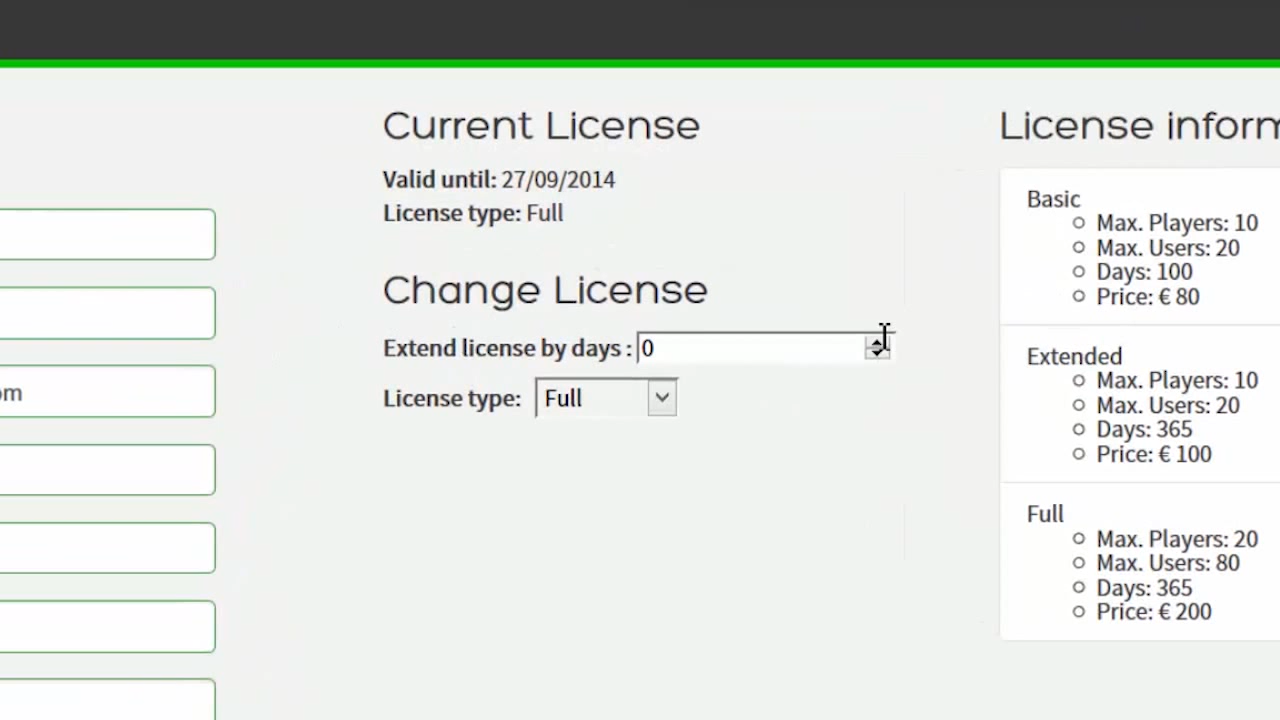 Current License
Valid until: 27/09/2014
License type: Full
Change License
Extend license by days : 0
License type: Full
om
License inform
Basic
Max. Players: 10
Max. Users: 20
Days: 100
Price: € 80
Extended
Max. Players: 10
Max. Users: 20
Days: 365
Price: € 100
Full
Max. Players: 20
Max. Users: 80
Days: 365
Price: € 200